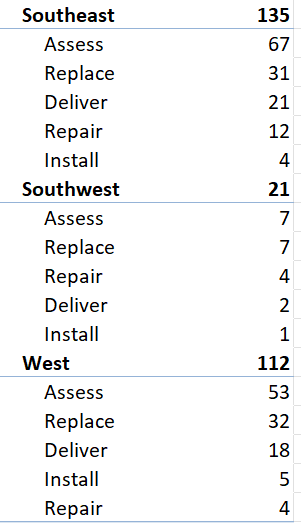 Southeast 135
Assess 67
Replace 31
Deliver 21
Repair 12
Install 4
Southwest 21
Assess 7
Replace 7
Repair 4
Deliver 2
Install 1
West 112
Assess 53
Replace 32
Deliver 18
Install 5
Repair 4